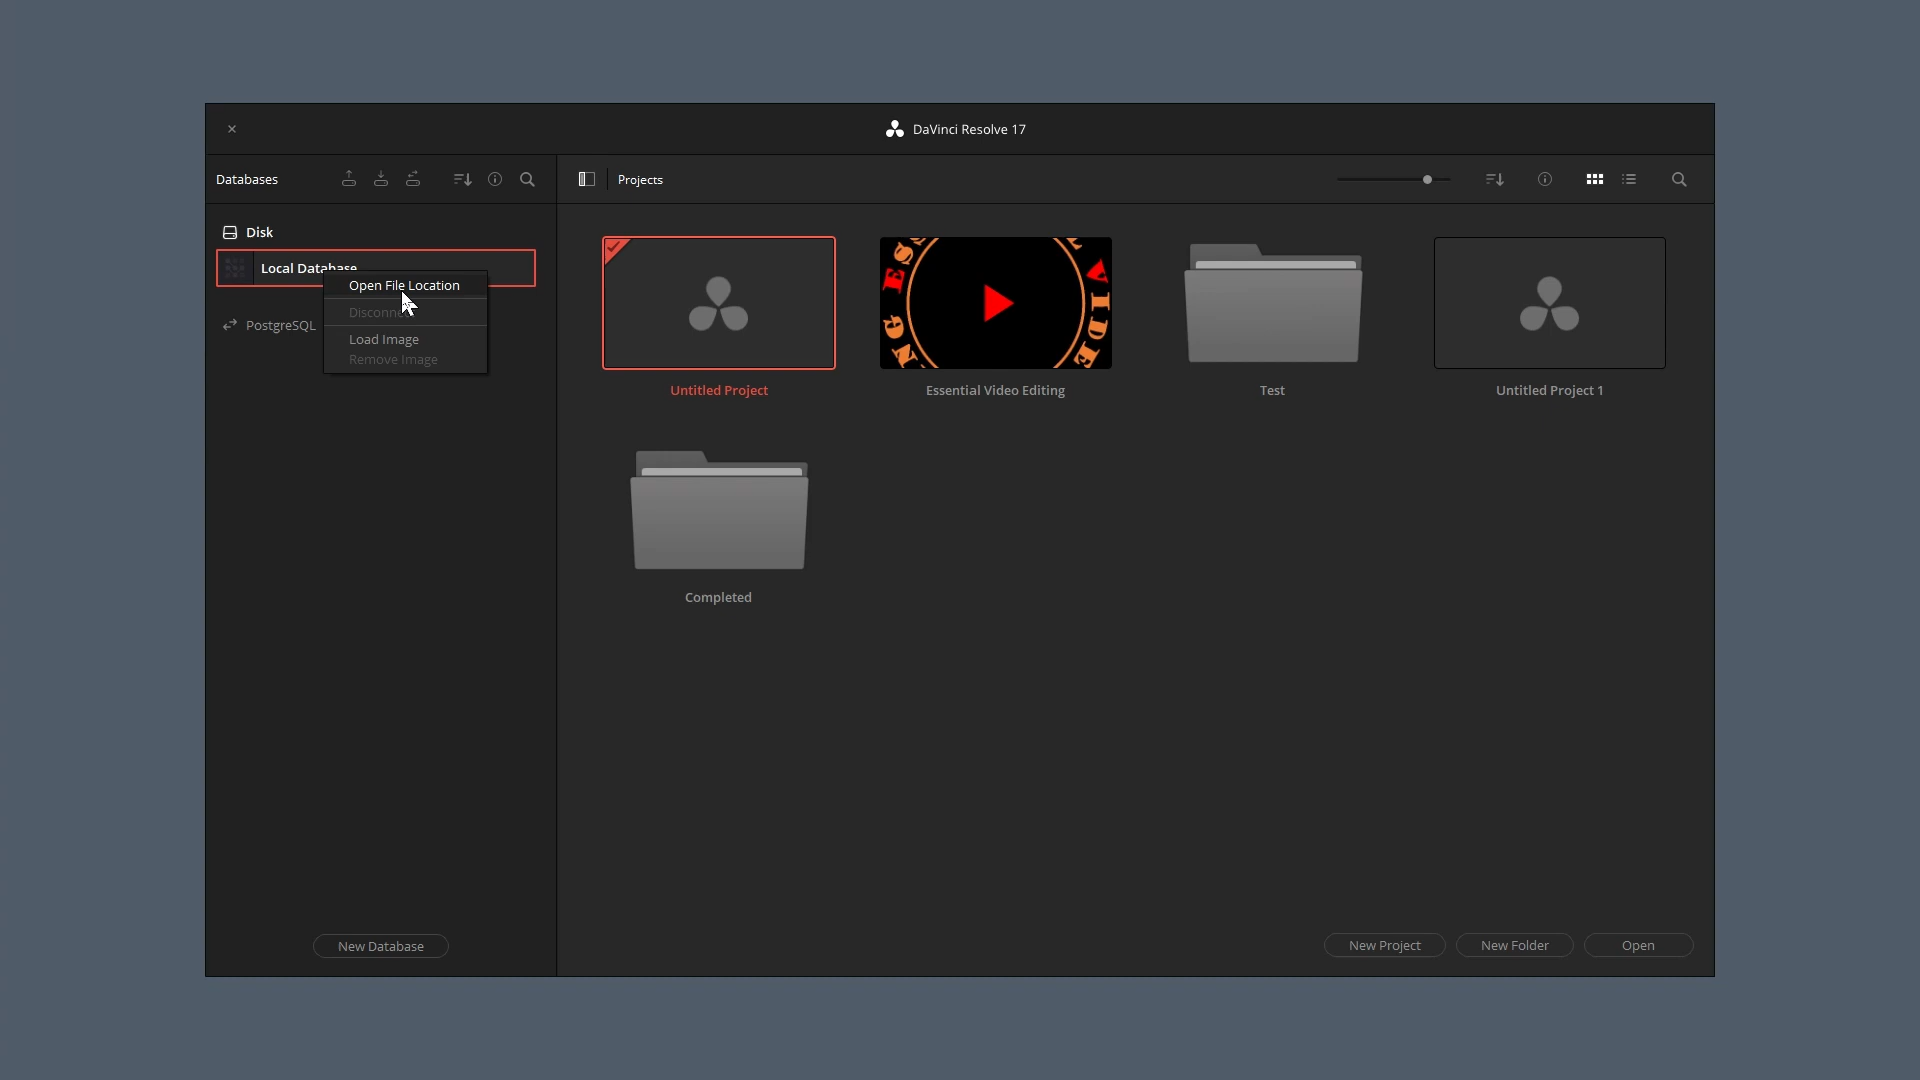 DaVinci Resolve 17
Databases
Projects
Disk
Local Database
Open File Location
PostgreSQL
Load Image
Remove Image
Untitled Project
Essential Video Editing
Test
Untitled Project 1
Completed
New Database
New Project
New Folder
Open